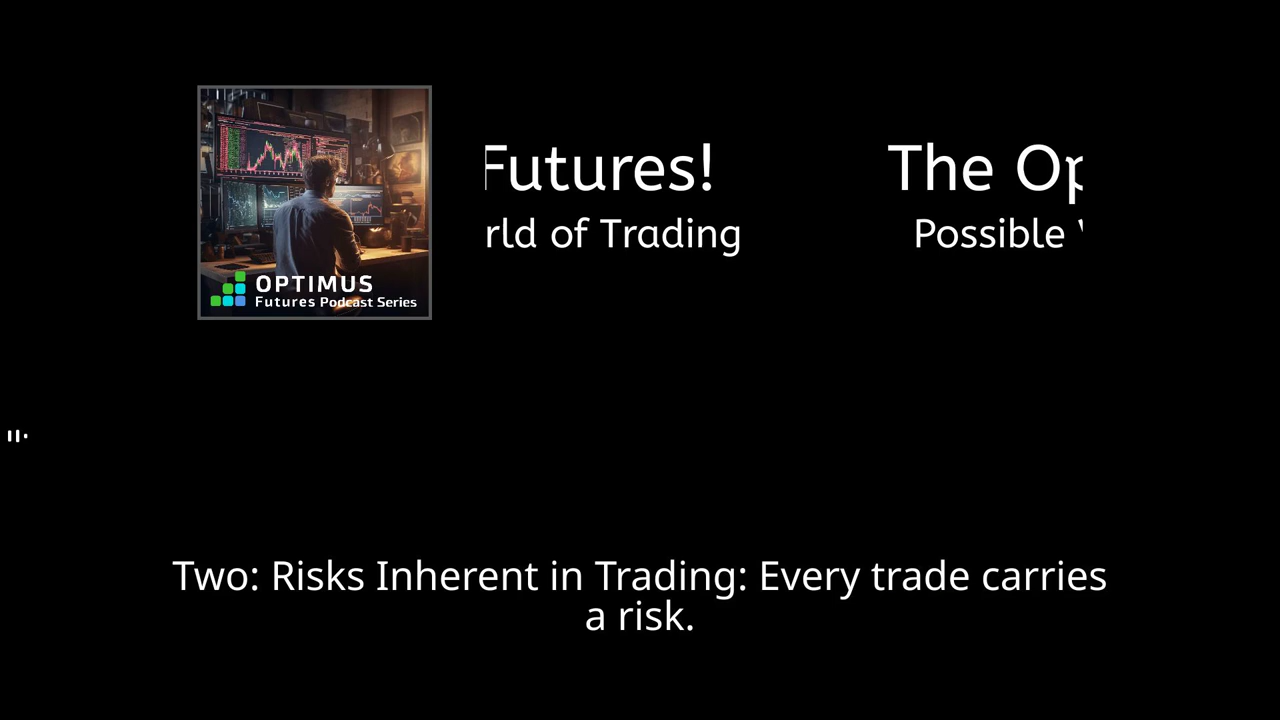 Futures!
The Op
rld of Trading
Possible
OPTIMUS
Futures Podcast Series
Two: Risks Inherent in Trading: Every trade carries
a risk.